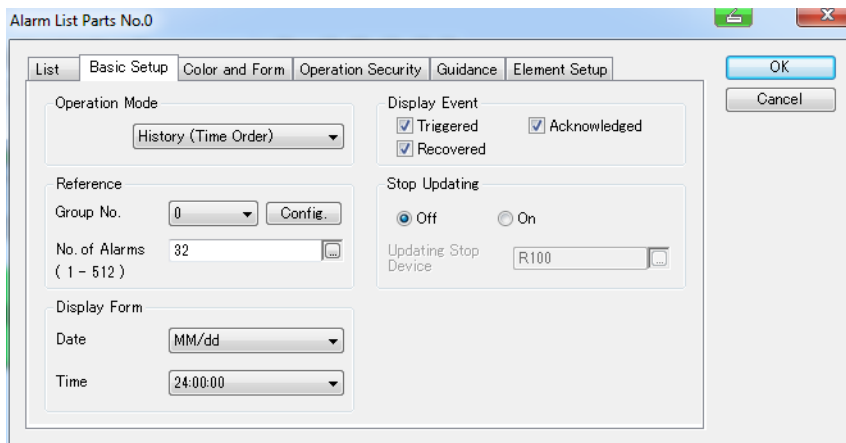 Alarm List Parts No.0
List Basic Setup Color and Form Operation Security Guidance Element Setup
OK
Cancel
Operation Mode
History (Time Order)
Display Event
Triggered Acknowledged
Recovered
Reference
Group No. 0 Config.
No. of Alarms 32 ...
( 1 - 512 )
Stop Updating
Off On
Updating Stop
Device R100 ...
Display Form
Date MM/dd
Time 24:00:00